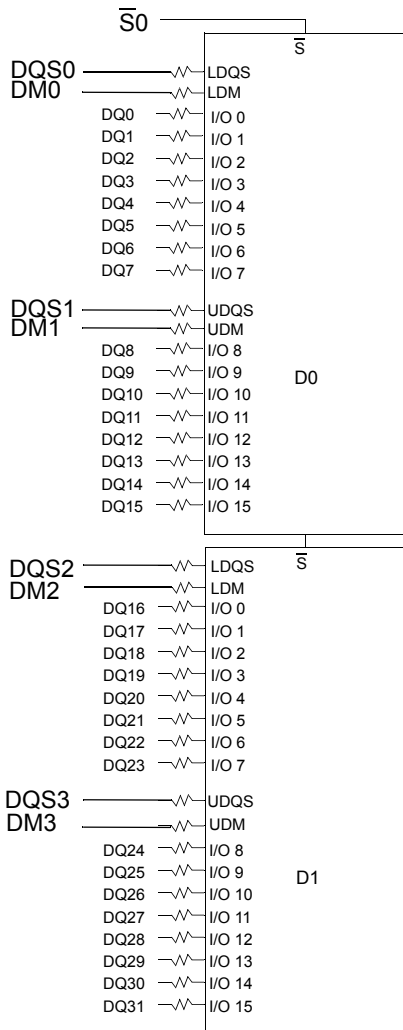 S̅0
S̅
DQS0 LDQS
DM0 LDM
DQ0 I/O 0
DQ1 I/O 1
DQ2 I/O 2
DQ3 I/O 3
DQ4 I/O 4
DQ5 I/O 5
DQ6 I/O 6
DQ7 I/O 7
DQS1 UDQS
DM1 UDM
DQ8 I/O 8
DQ9 I/O 9
D0
DQ10 I/O 10
DQ11 I/O 11
DQ12 I/O 12
DQ13 I/O 13
DQ14 I/O 14
DQ15 I/O 15
S̅
DQS2 LDQS
DM2 LDM
DQ16 I/O 0
DQ17 I/O 1
DQ18 I/O 2
DQ19 I/O 3
DQ20 I/O 4
DQ21 I/O 5
DQ22 I/O 6
DQ23 I/O 7
DQS3 UDQS
DM3 UDM
DQ24 I/O 8
DQ25 I/O 9
D1
DQ26 I/O 10
DQ27 I/O 11
DQ28 I/O 12
DQ29 I/O 13
DQ30 I/O 14
DQ31 I/O 15